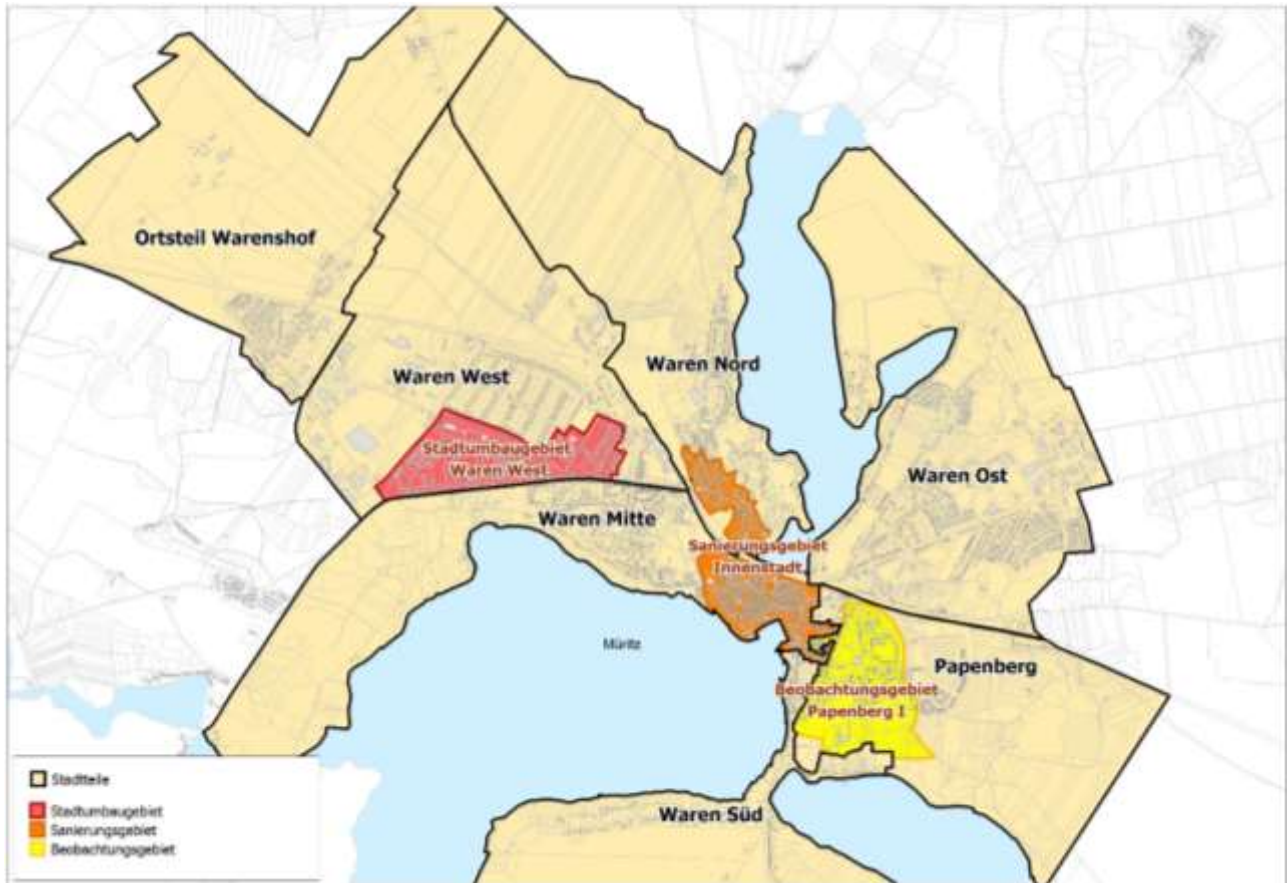 Ortsteil Warenshof
Waren Nord
Waren West
Stadtumbaugebiet
Waren West
Waren Ost
Waren Mitte
Sanierungsgebiet
Innenstadt
Müritz
Papenberg
Beobachtungsgebiet
Papenberg I
Waren Süd
Stadtteile
Stadtumbaugebiet
Sanierungsgebiet
Beobachtungsgebiet